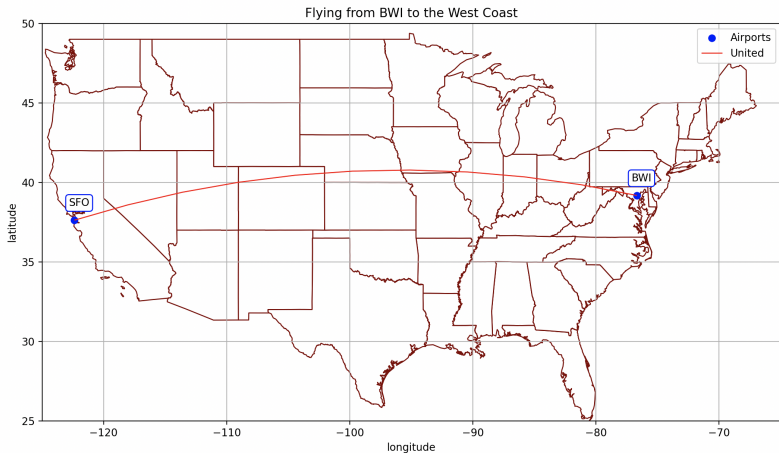 Flying from BWI to the West Coast
50
Airports
United
45
latitude
40
BWI
SFO
35
30
25
−120
−110
−100
−90
−80
−70
longitude